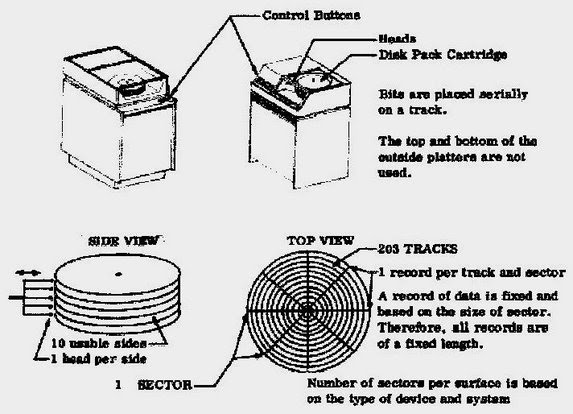 Control Buttons
Heads
Disk Pack Cartridge
Bits are placed serially
on a track.
The top and bottom of the
outside platters are not
used.
SIDE VIEW
TOP VIEW
203 TRACKS
1 record per track and sector
A record of data is fixed and
based on the size of sector.
Therefore, all records are
of a fixed length.
10 usable sides
1 head per side
1 SECTOR
Number of sectors per surface is based
on the type of device and system